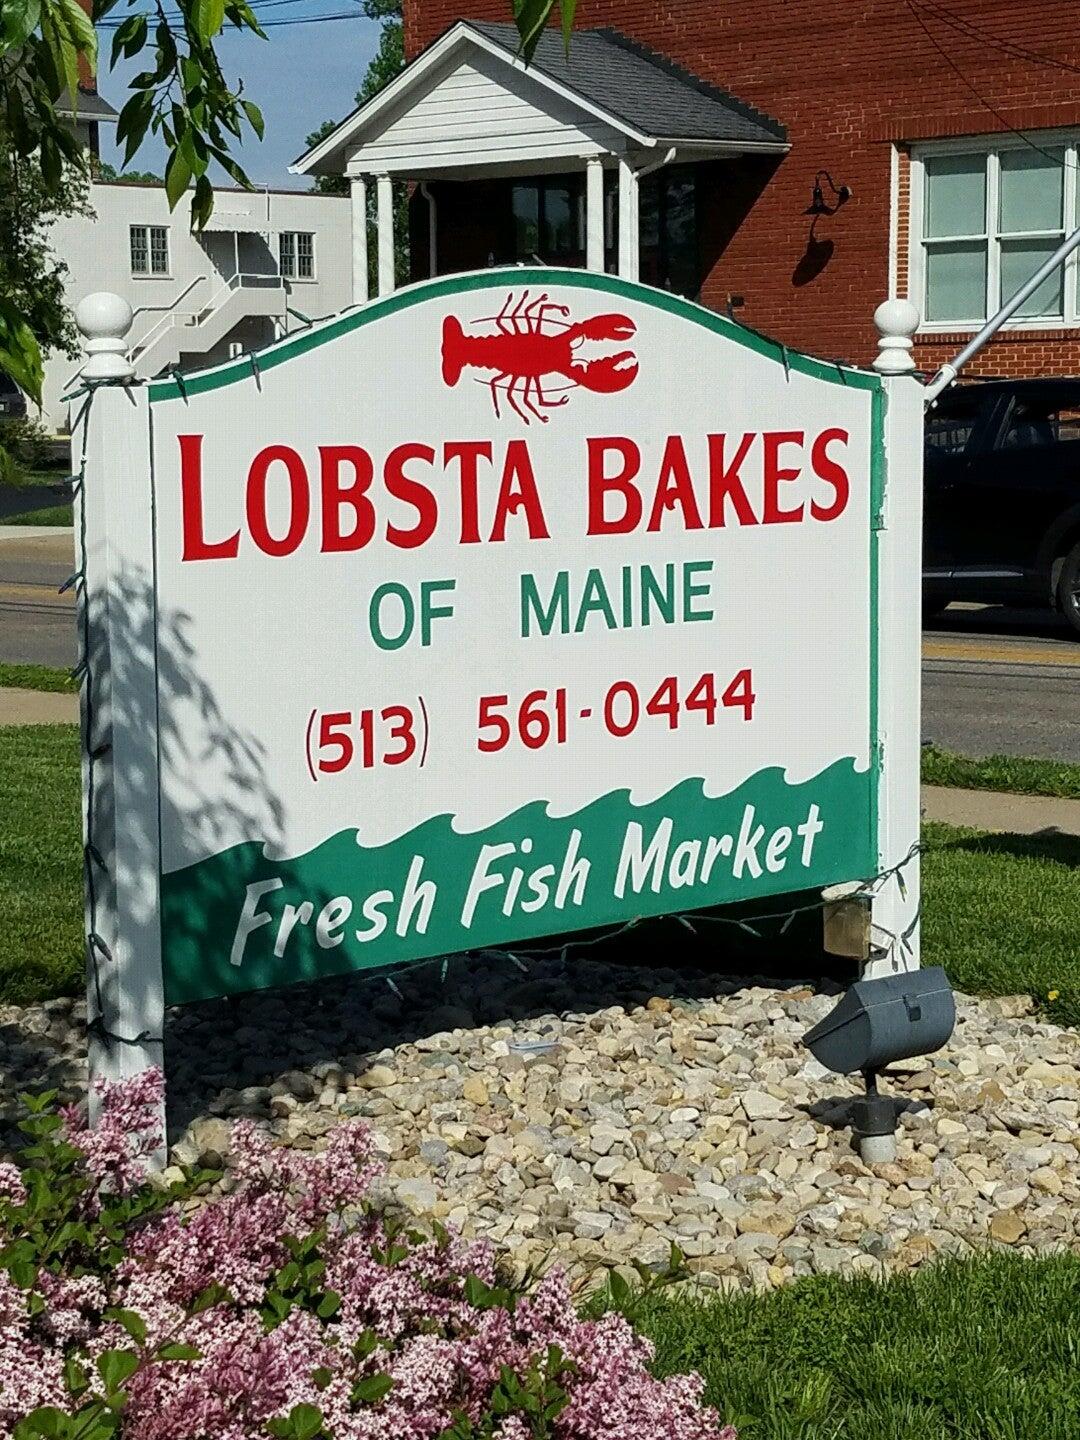 LOBSTA BAKES
OF MAINE
(513) 561-0444
Fresh Fish Market